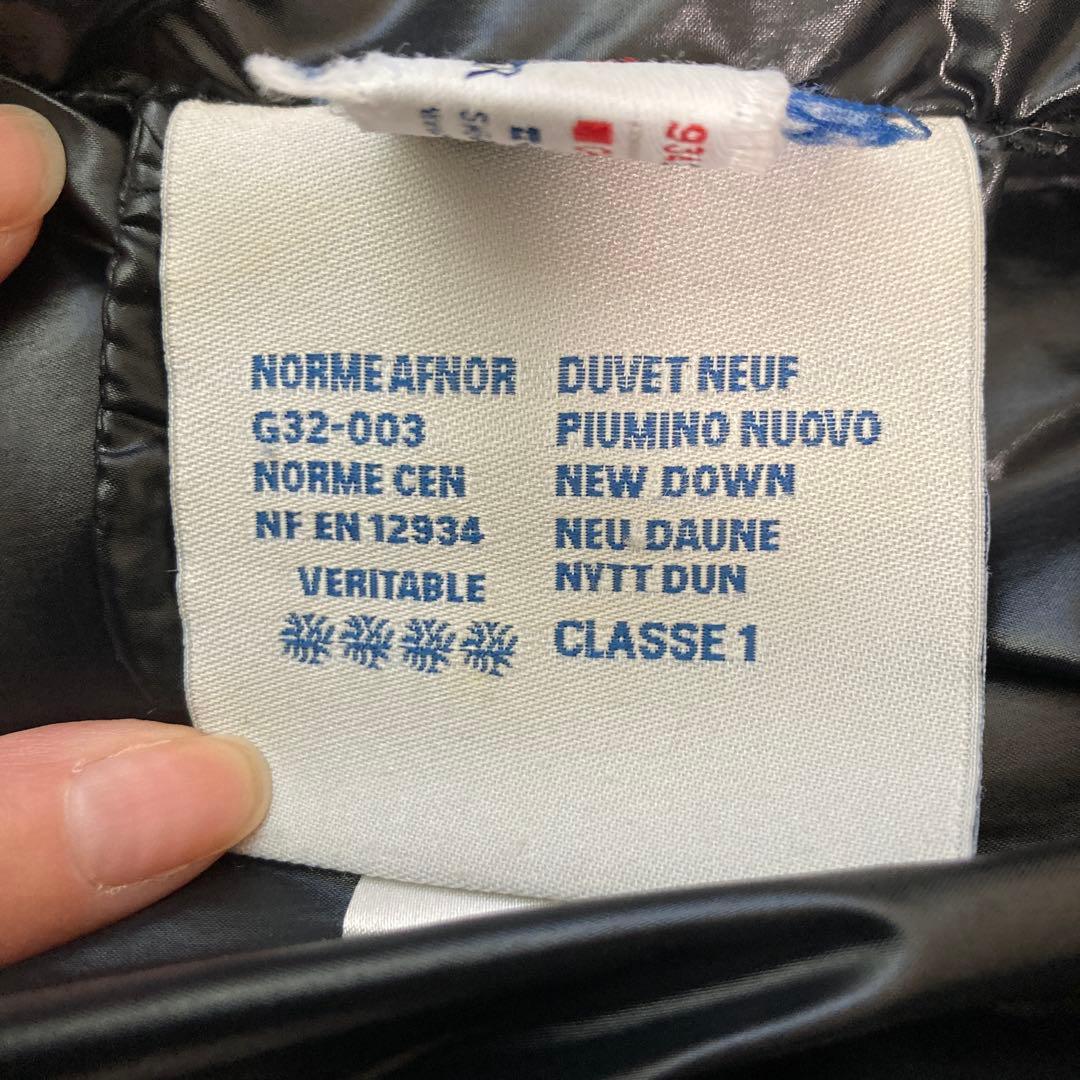 NORME AFNOR
G32-003
NORME CEN
NF EN 12934
VERITABLE
DUVET NEUF
PIUMINO NUOVO
NEW DOWN
NEU DAUNE
NYTT DUN
CLASSE 1